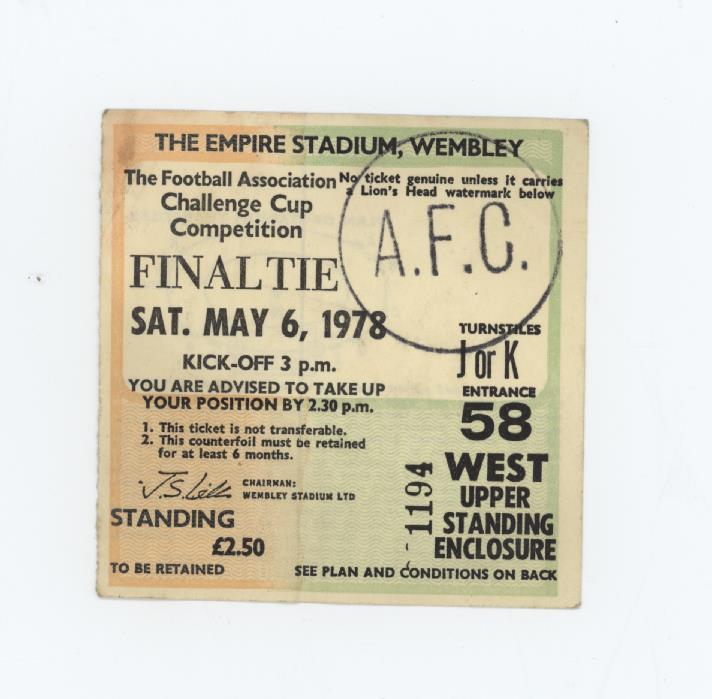 THE EMPIRE STADIUM, WEMBLEY
The Football Association
Challenge Cup
Competition
No ticket genuine unless it carries
a Lion's Head watermark below
A.F.C.
FINAL TIE
SAT. MAY 6, 1978
KICK-OFF 3 p.m.
YOU ARE ADVISED TO TAKE UP
YOUR POSITION BY 2.30 p.m.
1. This ticket is not transferable.
2. This counterfoil must be retained
for at least 6 months.
CHAIRMAN:
WEMBLEY STADIUM LTD
STANDING
£2.50
TO BE RETAINED
TURNSTILES
J or K
ENTRANCE
58
WEST
UPPER
STANDING
ENCLOSURE
1194
SEE PLAN AND CONDITIONS ON BACK